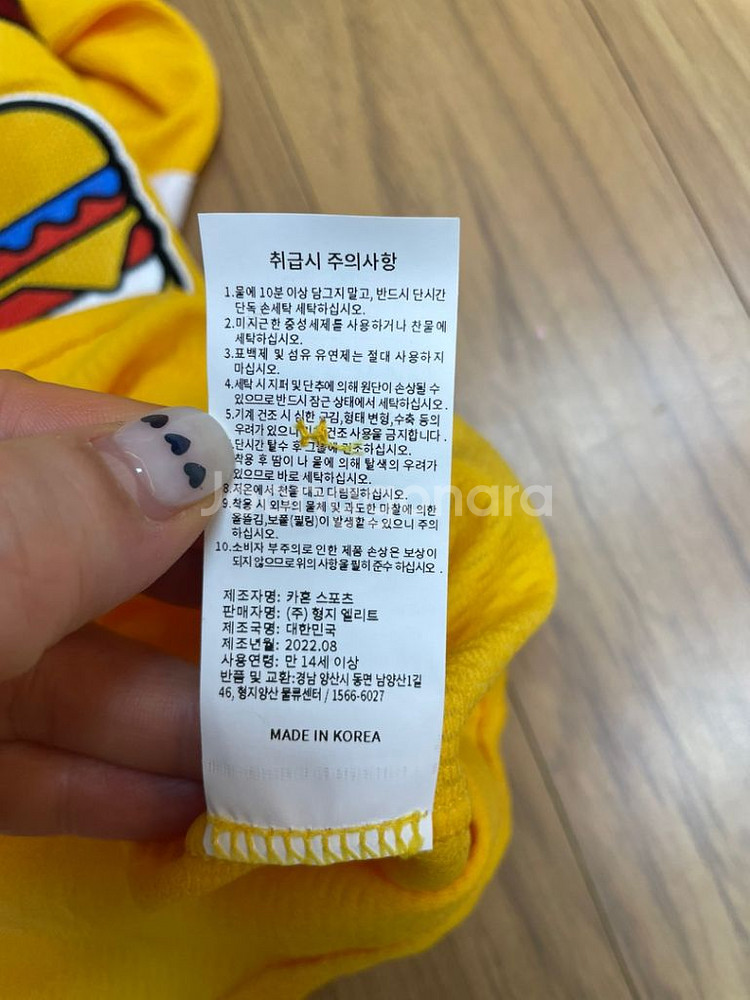 취급시 주의사항
1.물에 10분 이상 담그지 말고, 반드시 단시간
단독 손세탁 세탁하십시오.
2.미지근한 중성세제를 사용하거나 찬물에
세탁하십시오.
3.표백제 및 섬유 유연제는 절대 사용하지
마십시오.
4.세탁 시 지퍼 및 단추에 의해 원단이 손상될 수
있으므로 반드시 잠근 상태에서 세탁하십시오.
5.기계 건조 시 심한 구김,형태 변형,수축 등의
우려가 있으니 건조 사용을 금지합니다.
단시간 탈수 후 건조하십시오.
착용 후 땀이 나 물에 의해 탈색의 우려가
있으므로 바로 세탁하십시오.
8.저온에서 천을 대고 다림질하십시오.
9.착용 시 외부의 물체 및 과도한 마찰에 의한
올뜯김,보풀(필링)이 발생할 수 있으니 주의
하십시오.
10.소비자 부주의로 인한 제품 손상은 보상이
되지 않으므로 위의 사항을 필히 준수 하십시오.
제조자명: 카혼 스포츠
판매자명: (주) 형지 엘리트
제조국명: 대한민국
제조년월: 2022.08
사용연령: 만 14세 이상
반품 및 교환:경남 양산시 동면 남양산1길
46, 형지양산 물류센터 / 1566-6027
MADE IN KOREA